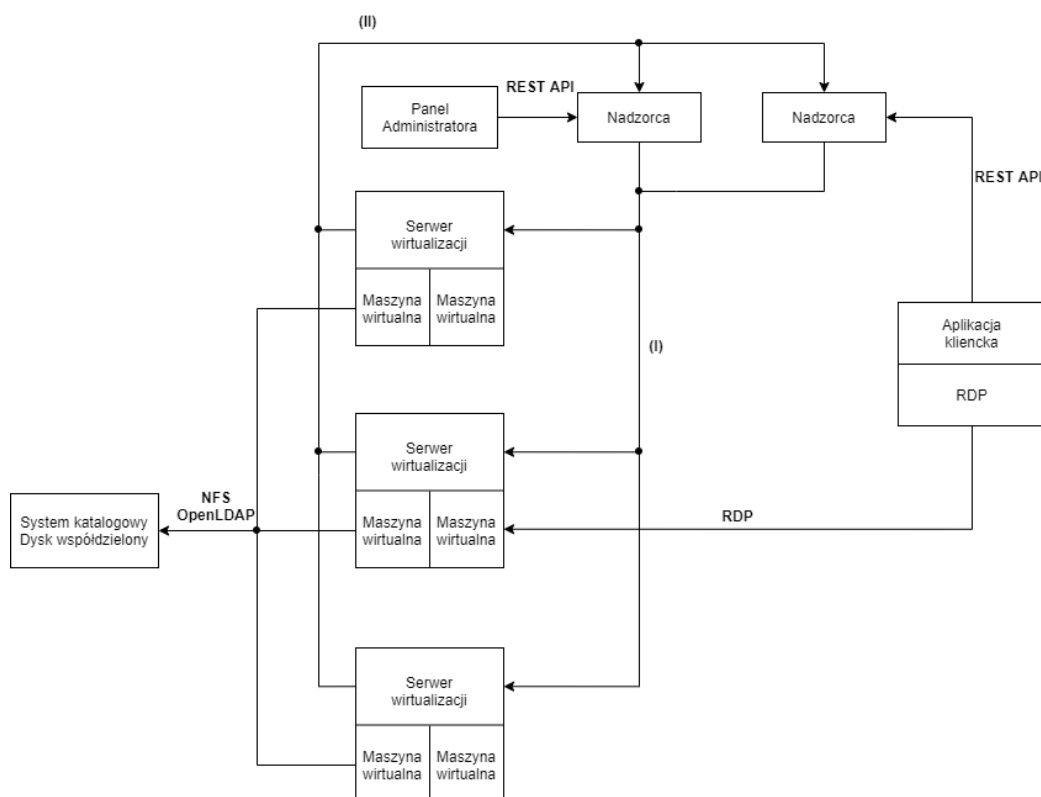 (II)
REST API
Panel
Administratora
Nadzorca
Nadzorca
REST API
Serwer
wirtualizacji
Maszyna
wirtualna
Maszyna
wirtualna
(I)
Aplikacja
kliencka
RDP
Serwer
wirtualizacji
NFS
OpenLDAP
System katalogowy
Dysk współdzielony
Maszyna
wirtualna
Maszyna
wirtualna
RDP
Serwer
wirtualizacji
Maszyna
wirtualna
Maszyna
wirtualna